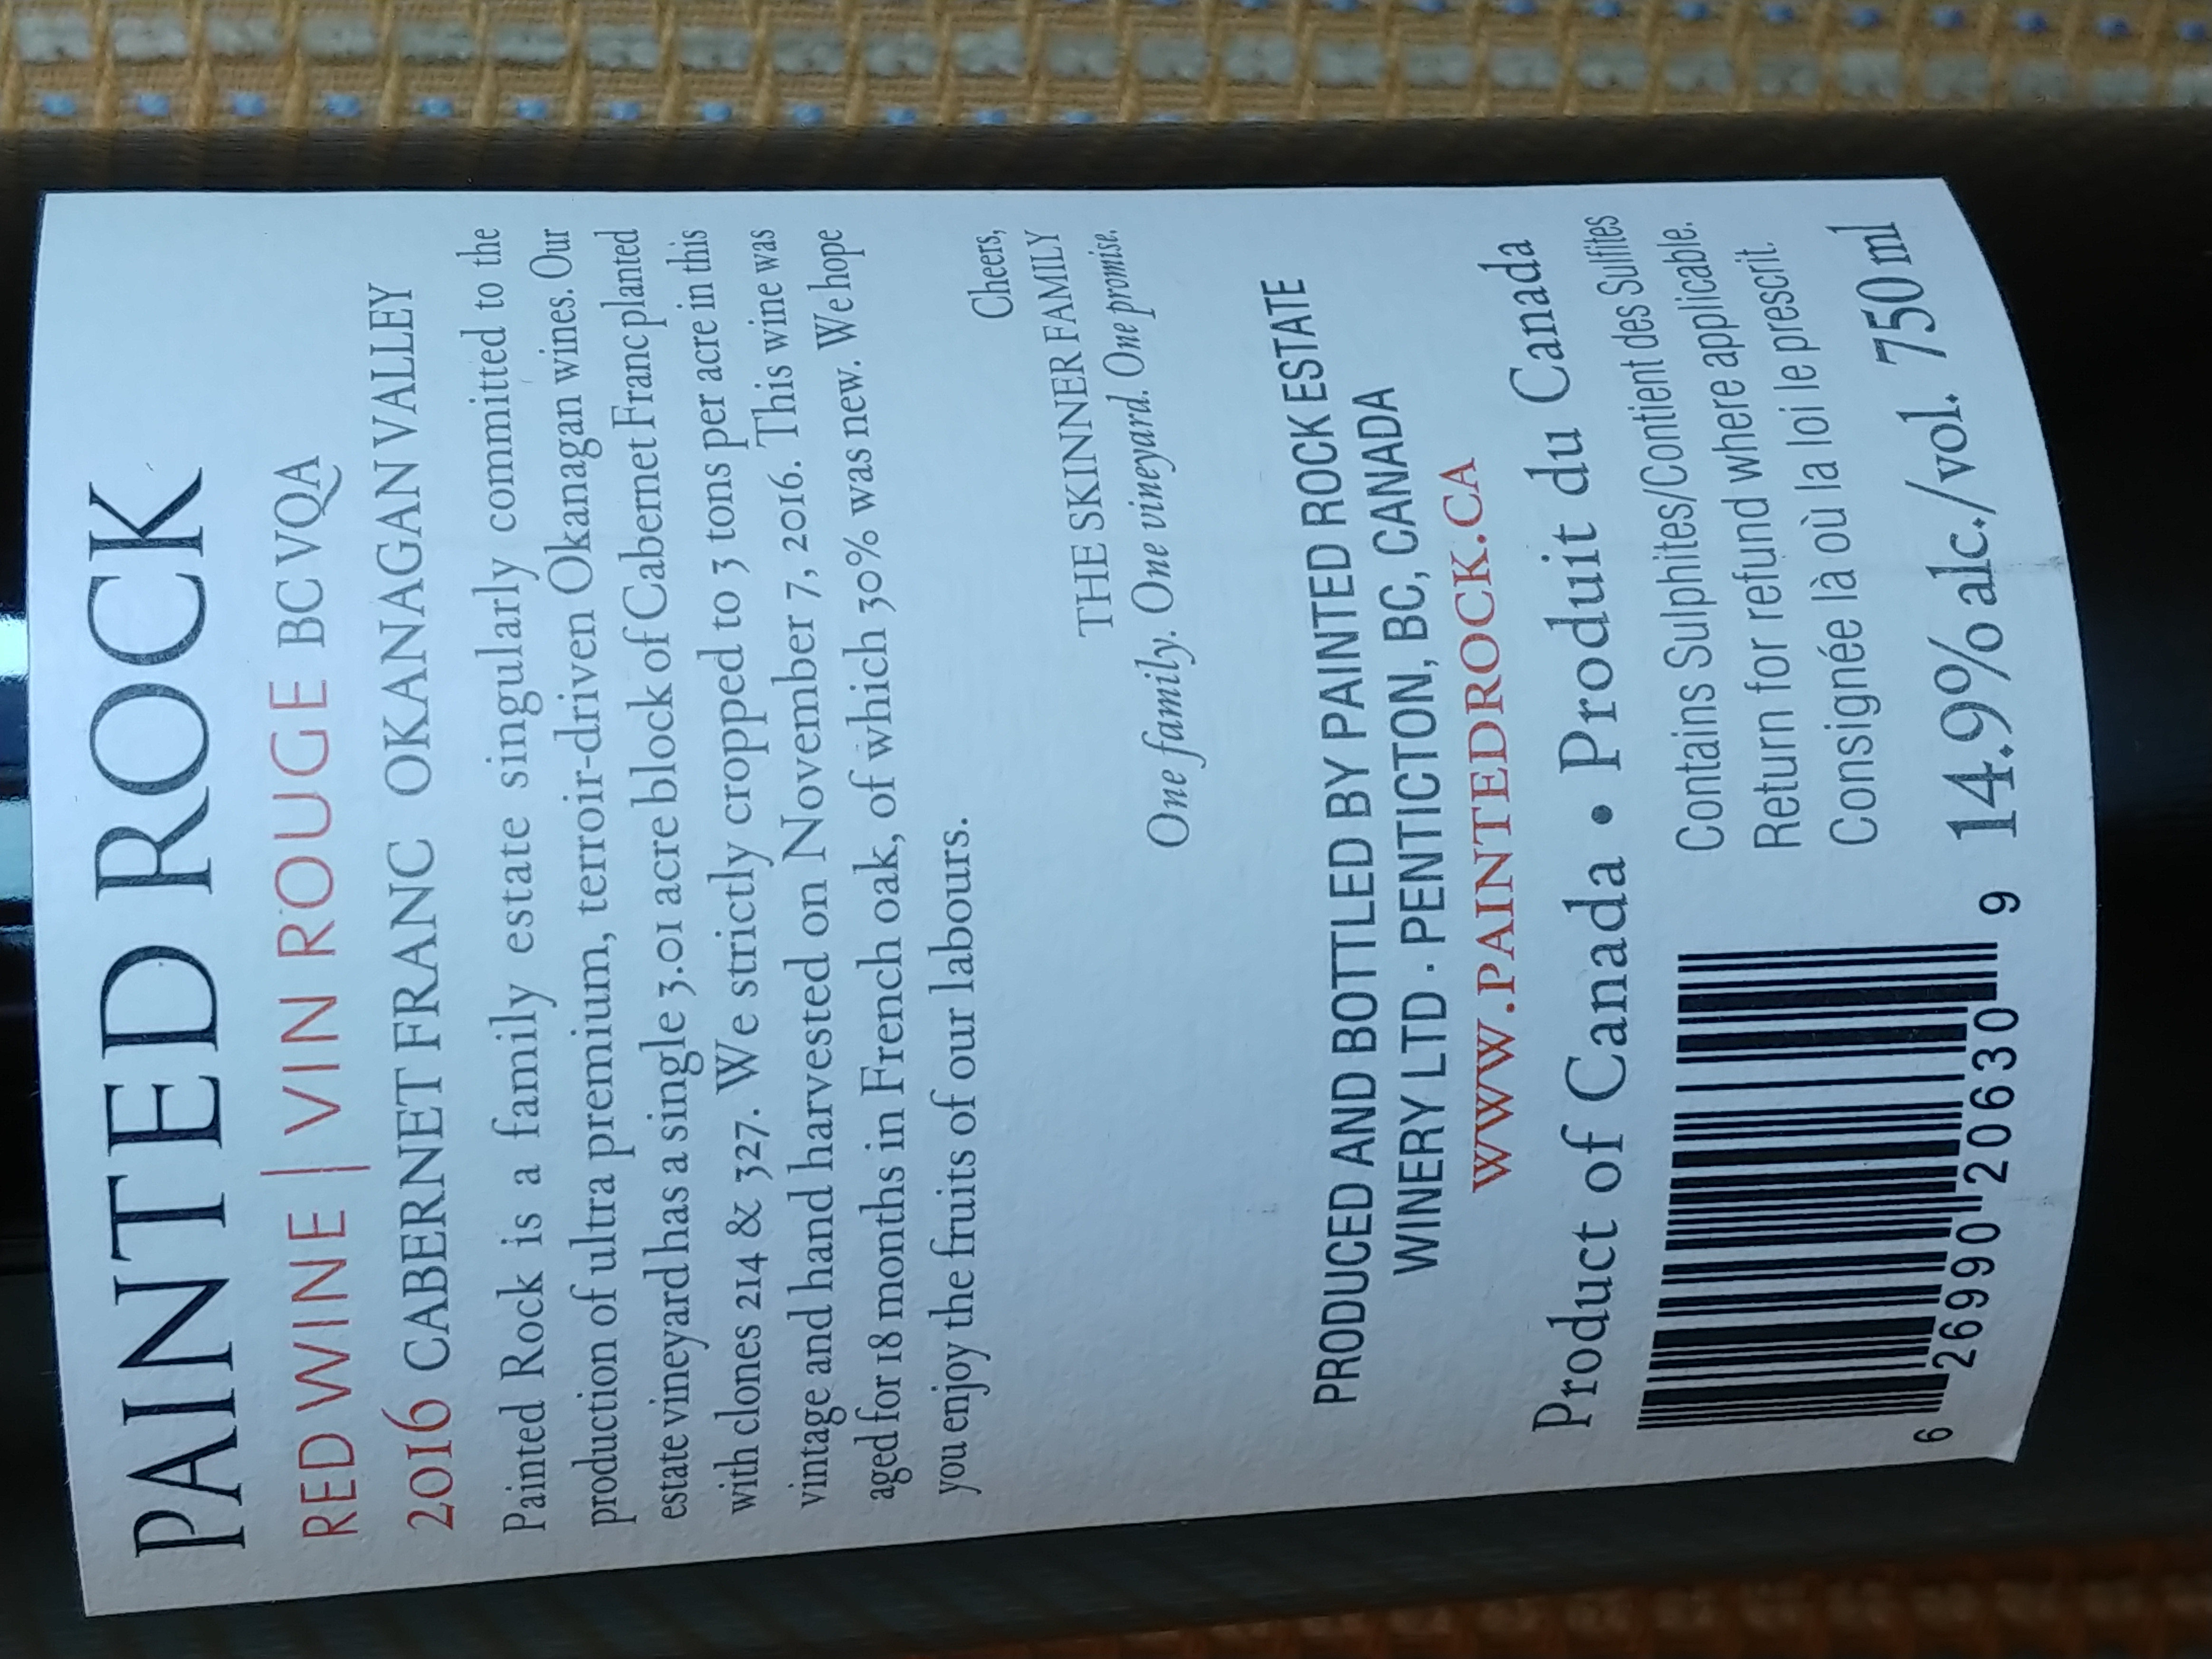 PAINTED ROCK
RED WINE | VIN ROUGE BC VQA
2016 CABERNET FRANC OKANAGAN VALLEY
Painted Rock is a family estate singularly committed to the
production of ultra premium, terroir-driven Okanagan wines. Our
estate vineyard has a single 3.01 acre block of Cabernet Franc planted
with clones 214 & 327. We strictly cropped to 3 tons per acre in this
vintage and hand harvested on November 7, 2016. This wine was
aged for 18 months in French oak, of which 30% was new. We hope
you enjoy the fruits of our labours.
Cheers,
THE SKINNER FAMILY
One family. One vineyard. One promise.
PRODUCED AND BOTTLED BY PAINTED ROCK ESTATE
WINERY LTD · PENTICTON, BC, CANADA
WWW.PAINTEDROCK.CA
Product of Canada • Produit du Canada
Contains Sulphites/Contient des Sulfites
Return for refund where applicable.
Consignée là où la loi le prescrit.
14.9% alc./vol. 750 ml
6 26990 20630 9